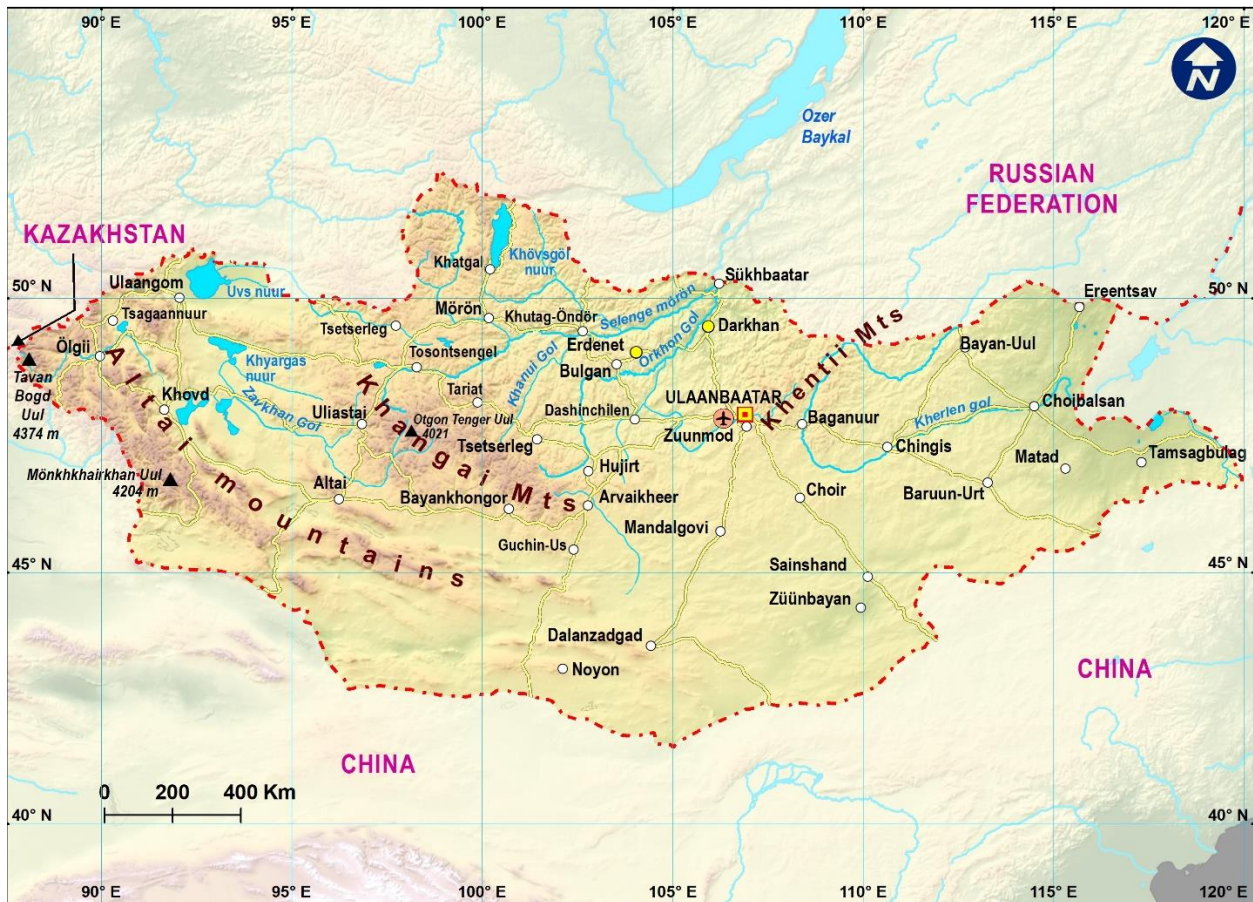 90° E
95° E
100° E
105° E
110° E
115° E
120° E
N
Ozer
Baykal
RUSSIAN
FEDERATION
KAZAKHSTAN
Khatgal
Khövsgöl
nuur
Sükhbaatar
Ulaangom
Uvs nuur
50° N
50° N
Ereentsav
Tsagaannuur
Tsetserleg
Mörön
Khutag-Öndör
Selenge mörön
Darkhan
Khentii Mts
Bayan-Uul
Ölgii
Tosontsengel
Khanui Gol
Erdenet
Orkhon Gol
Bulgan
Tavan
Bogd
Uul
4374 m
Altai mountains
Khyargas
nuur
Khovd
Zavkhan Gol
Uliastaj
Khangai Mts
Tariat
Otgon Tenger Uul
4021
Dashinchilen
ULAANBAATAR
Zuunmod
Baganuur
Kherlen gol
Choibalsan
Tsetserleg
Chingis
Matad
Tamsagbulag
Mönkhkhairkhan Uul
4204 m
Altai
Bayankhongor
Hujirt
Arvaikheer
Choir
Baruun-Urt
Guchin-Us
Mandalgovi
45° N
45° N
Sainshand
Züünbayan
Dalanzadgad
Noyon
CHINA
CHINA
0 200 400 Km
40° N
40° N
90° E
95° E
100° E
105° E
110° E
115° E
120° E